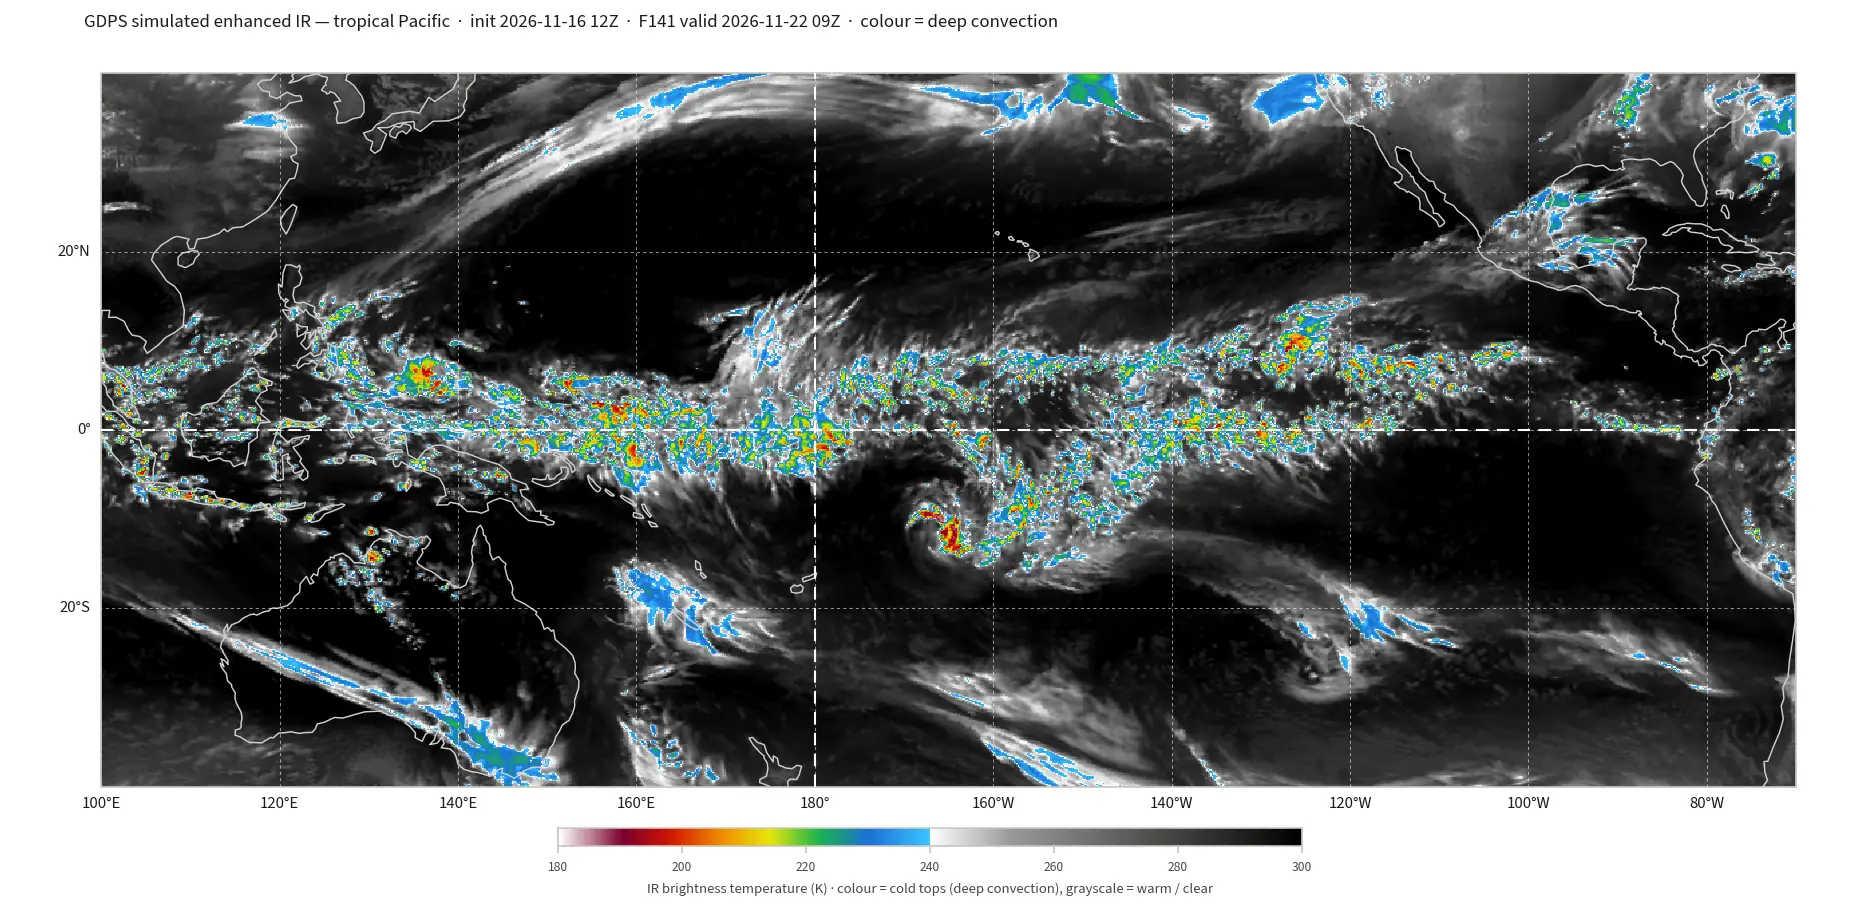 GDPS simulated enhanced IR — tropical Pacific · init 2026-11-16 12Z · F141 valid 2026-11-22 09Z · colour = deep convection
20°N
0°
20°S
100°E 120°E 140°E 160°E 180° 160°W 140°W 120°W 100°W 80°W
180 200 220 240 260 280 300
IR brightness temperature (K) · colour = cold tops (deep convection), grayscale = warm / clear